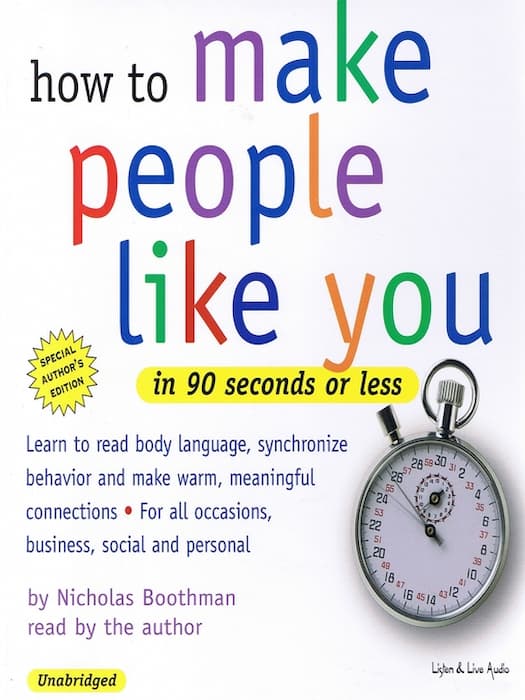 how to make
people
like you
in 90 seconds or less
SPECIAL
AUTHOR'S
EDITION
Learn to read body language, synchronize
behavior and make warm, meaningful
connections • For all occasions,
business, social and personal
by Nicholas Boothman
read by the author
Unabridged
Listen & Live Audio